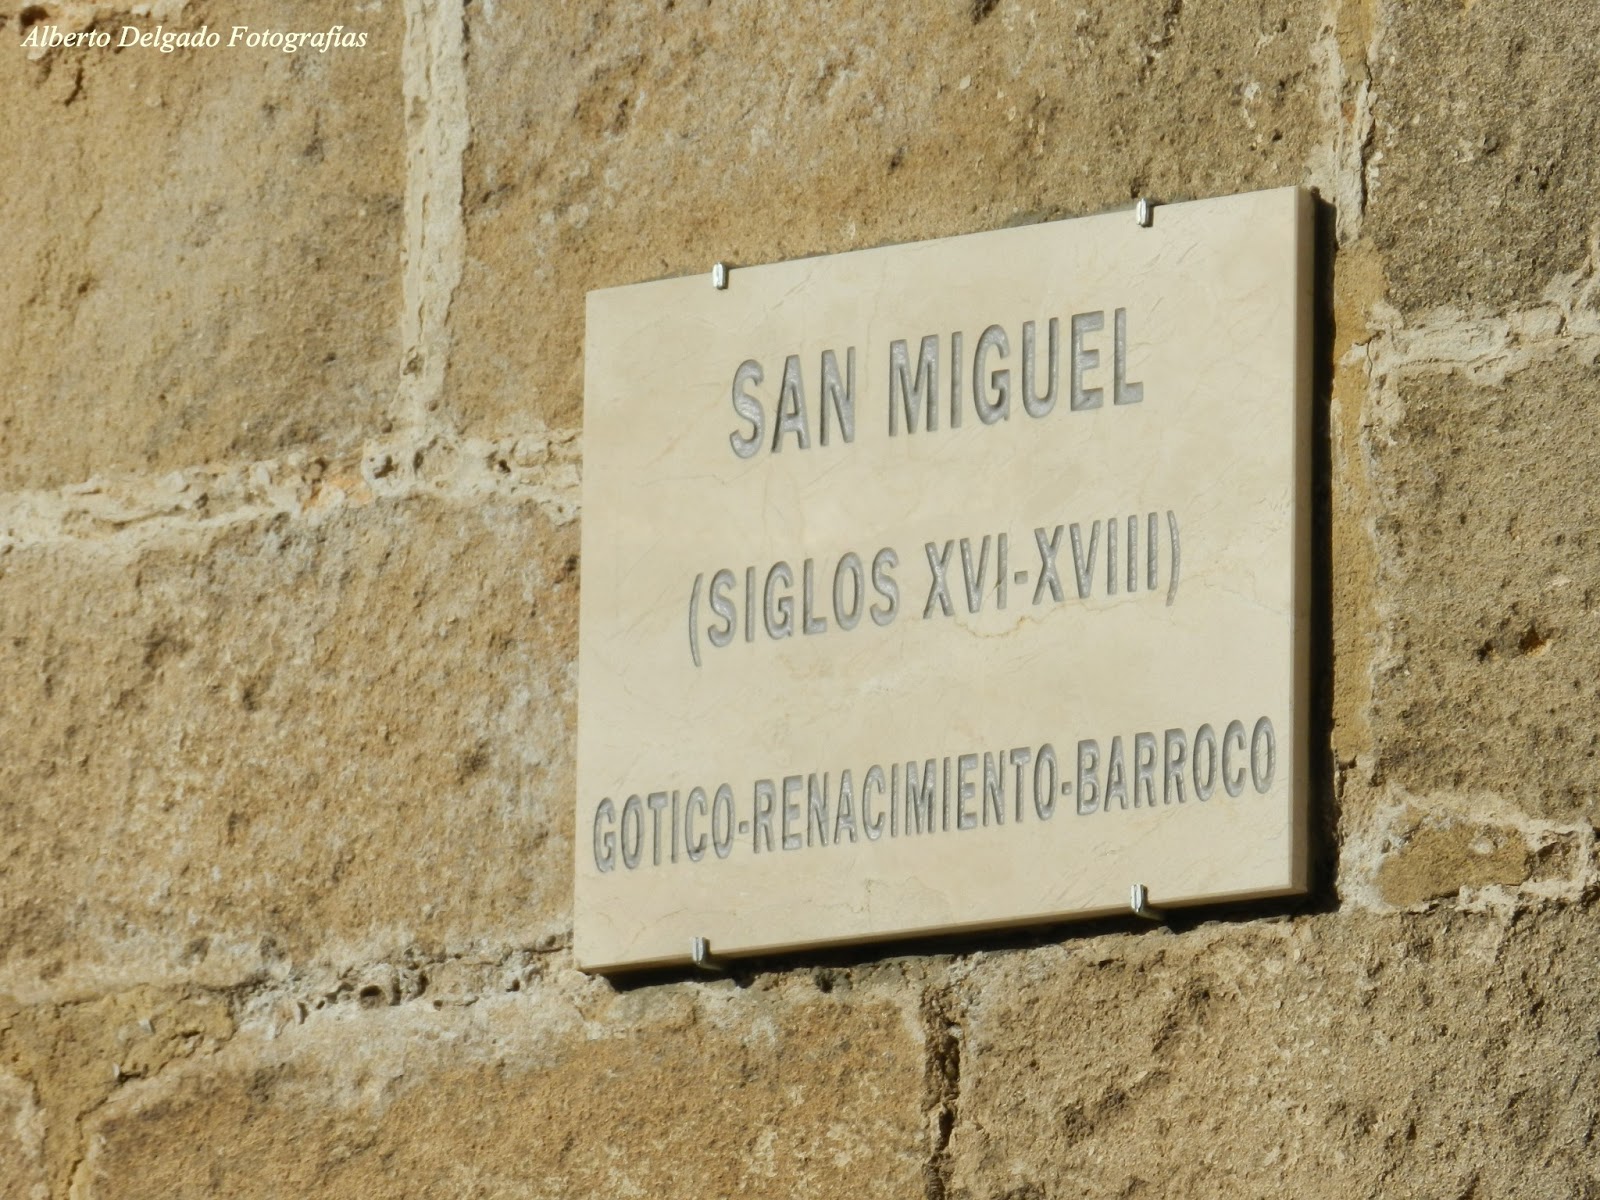 Alberto Delgado Fotografías
SAN MIGUEL
(SIGLOS XVI-XVIII)
GOTICO-RENACIMIENTO-BARROCO